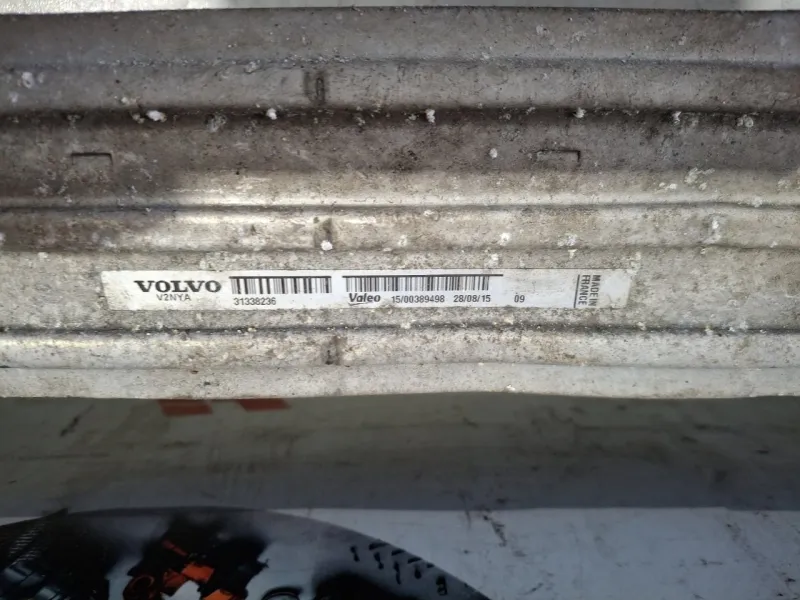 VOLVO
V2NYA
31338236
Valeo 15/00389498 28/08/15 09
MADE IN
FRANCE